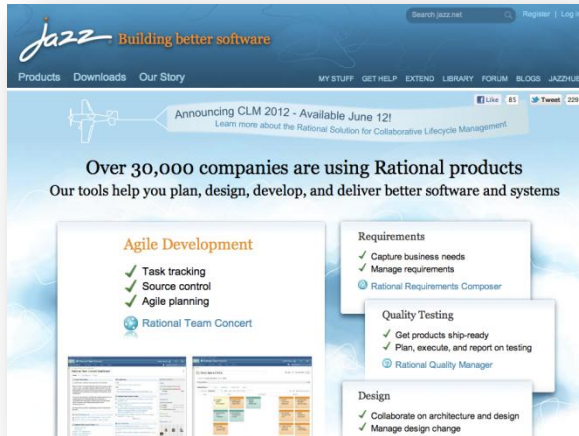 Search jazz.net
Register | Log i
jazz Building better software
Products Downloads Our Story
MY STUFF GET HELP EXTEND LIBRARY FORUM BLOGS JAZZHUB
Like 85 Tweet 229
Announcing CLM 2012 - Available June 12!
Learn more about the Rational Solution for Collaborative Lifecycle Management
Over 30,000 companies are using Rational products
Our tools help you plan, design, develop, and deliver better software and systems
Agile Development
Task tracking
Source control
Agile planning
Rational Team Concert
Requirements
Capture business needs
Manage requirements
Rational Requirements Composer
Quality Testing
Get products ship-ready
Plan, execute, and report on testing
Rational Quality Manager
Design
Collaborate on architecture and design
Manage design change